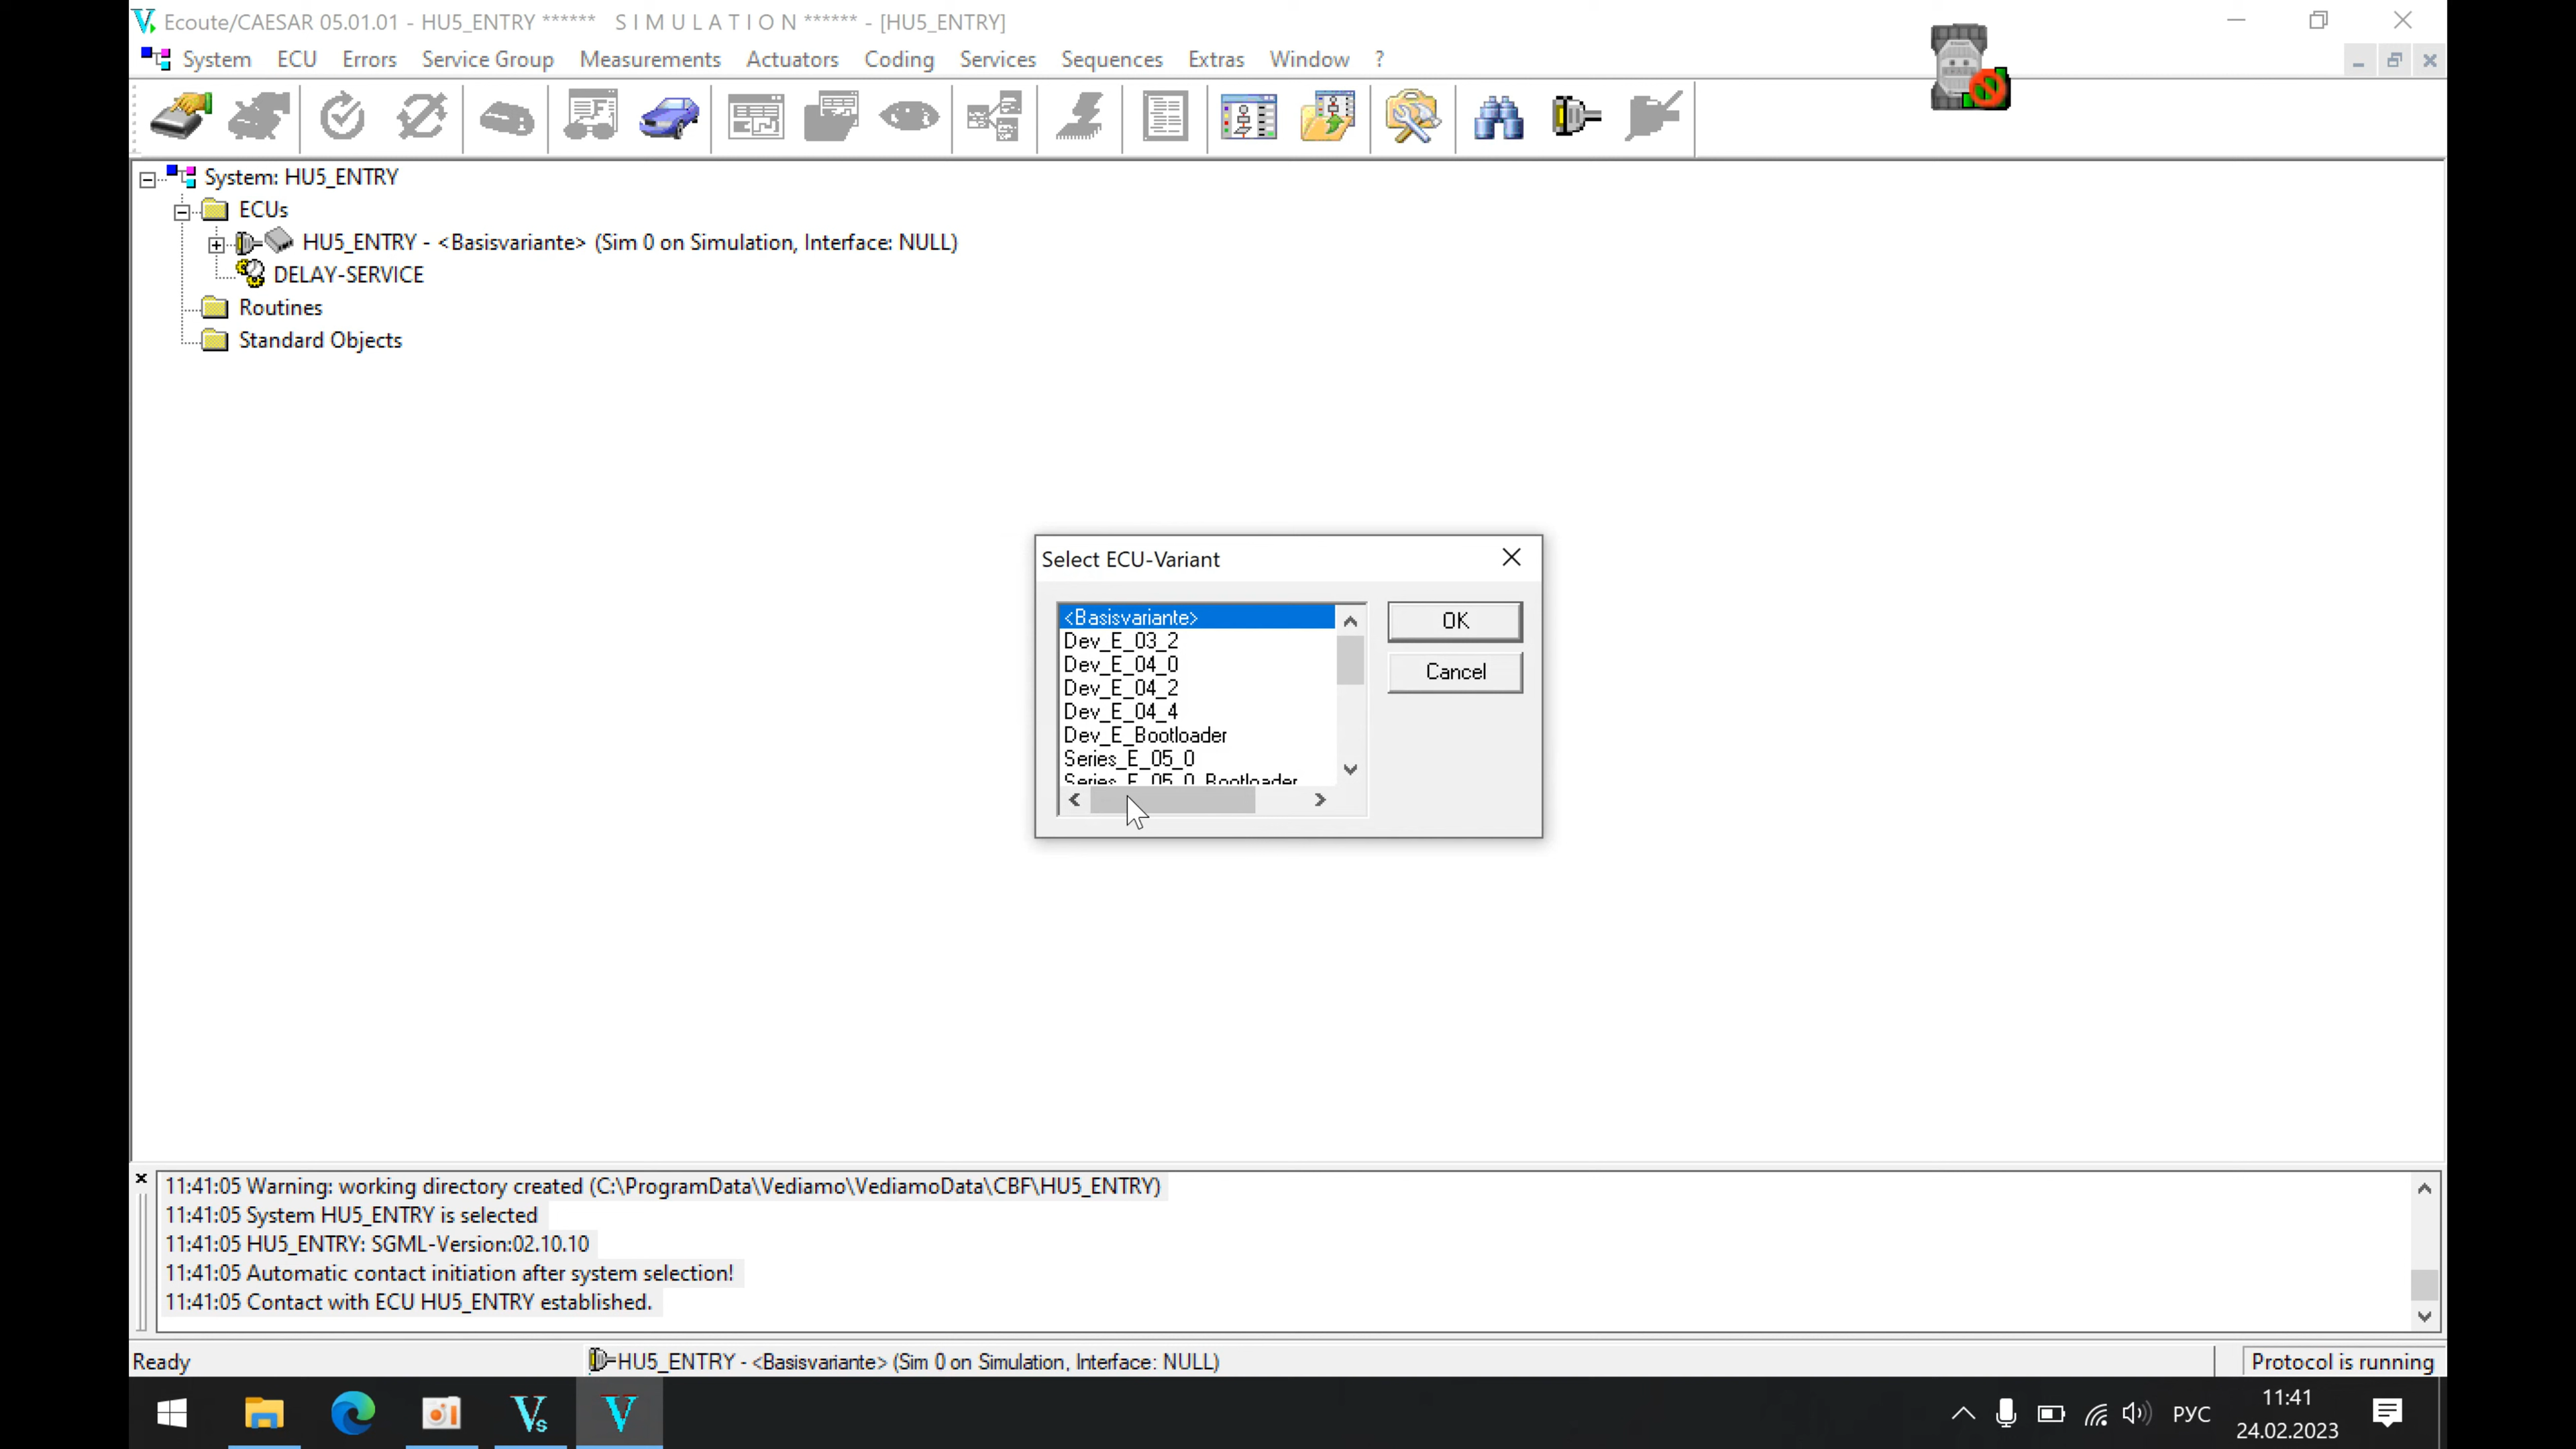 Ecoute/CAESAR 05.01.01 - HU5_ENTRY ****** S I M U L A T I O N ****** - [HU5_ENTRY]
System ECU Errors Service Group Measurements Actuators Coding Services Sequences Extras Window ?
System: HU5_ENTRY
ECUs
HU5_ENTRY - <Basisvariante> (Sim 0 on Simulation, Interface: NULL)
DELAY-SERVICE
Routines
Standard Objects
Select ECU-Variant
<Basisvariante>
OK
Dev_E_03_2
Dev_E_04_0
Cancel
Dev_E_04_2
Dev_E_04_4
Dev_E_Bootloader
Series_E_05_0
Series_E_05_0_Bootloader
11:41:05 Warning: working directory created (C:\ProgramData\Vediamo\VediamoData\CBF\HU5_ENTRY)
11:41:05 System HU5_ENTRY is selected
11:41:05 HU5_ENTRY: SGML-Version:02.10.10
11:41:05 Automatic contact initiation after system selection!
11:41:05 Contact with ECU HU5_ENTRY established.
Ready HU5_ENTRY - <Basisvariante> (Sim 0 on Simulation, Interface: NULL) Protocol is running
РУС
11:41
24.02.2023